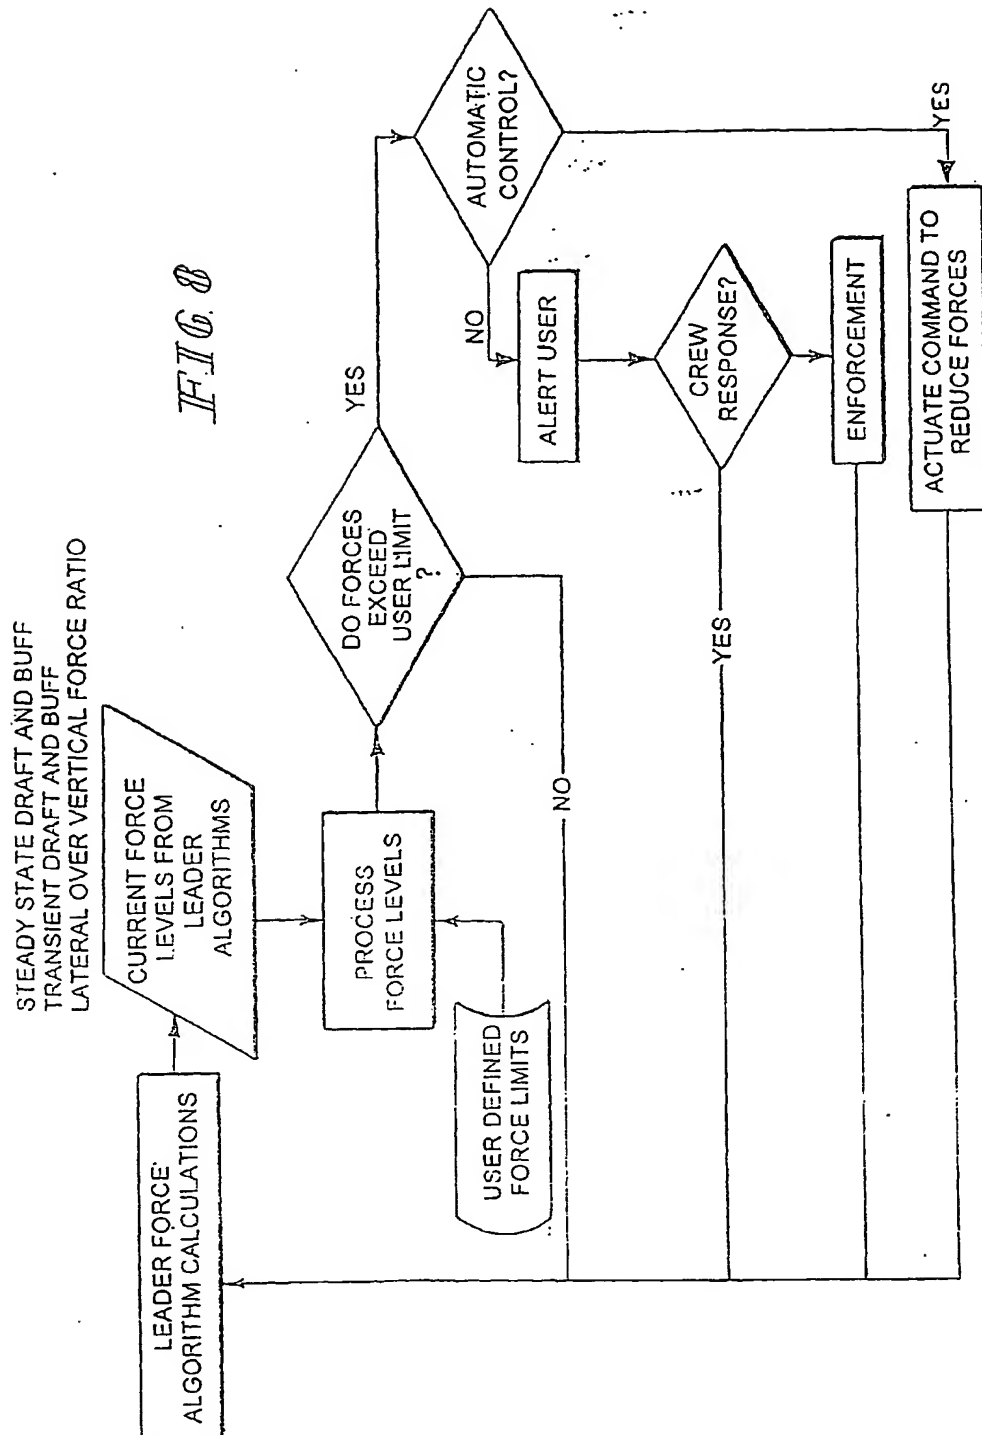 FIG. 8
STEADY STATE DRAFT AND BUFF
TRANSIENT DRAFT AND BUFF
LATERAL OVER VERTICAL FORCE RATIO
LEADER FORCE
ALGORITHM CALCULATIONS
CURRENT FORCE
LEVELS FROM
LEADER
ALGORITHMS
PROCESS
FORCE LEVELS
USER DEFINED
FORCE LIMITS
DO FORCES
EXCEED
USER LIMIT
?
YES
NO
AUTOMATIC
CONTROL?
NO
ALERT USER
CREW
RESPONSE?
YES
ENFORCEMENT
YES
ACTUATE COMMAND TO
REDUCE FORCES